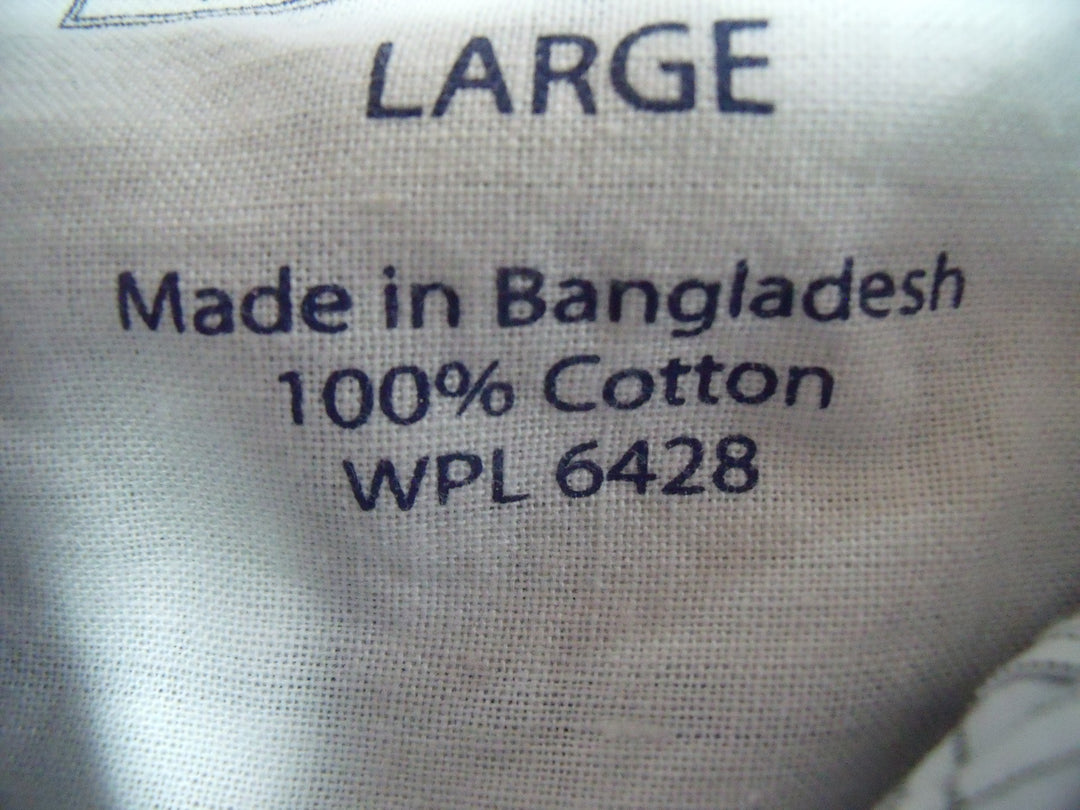 LARGE
Made in Bangladesh
100% Cotton
WPL 6428